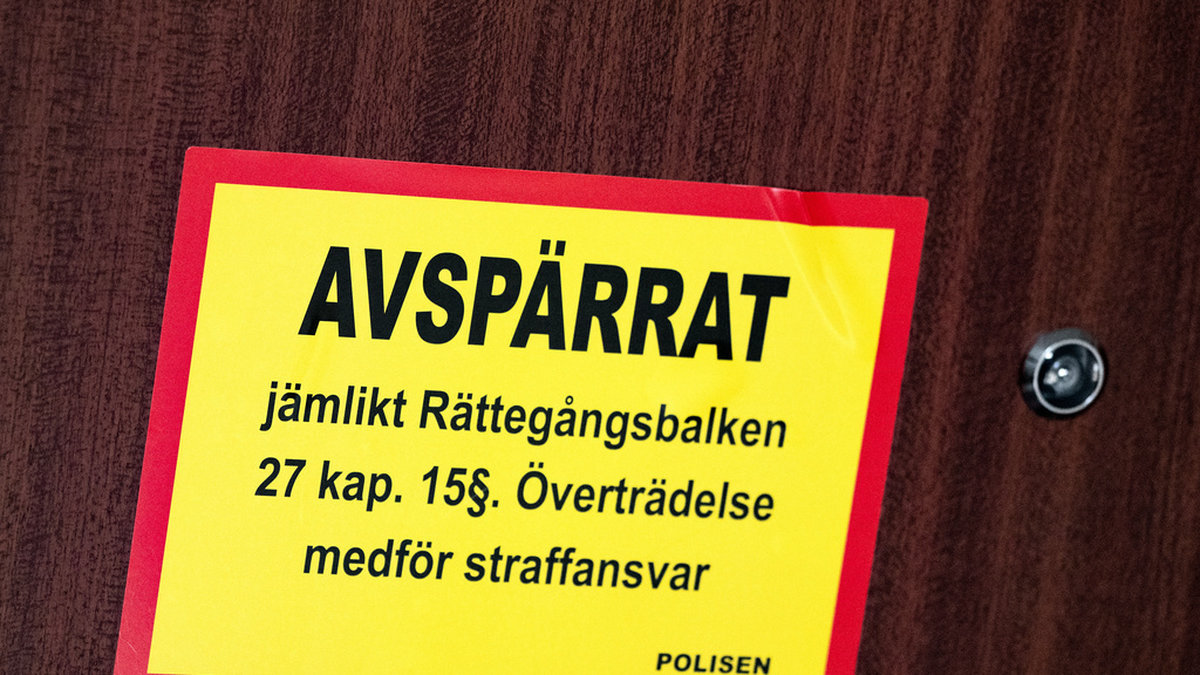 AVSPÄRRAT
jämlikt Rättegångsbalken
27 kap. 15§. Överträdelse
medför straffansvar
POLISEN